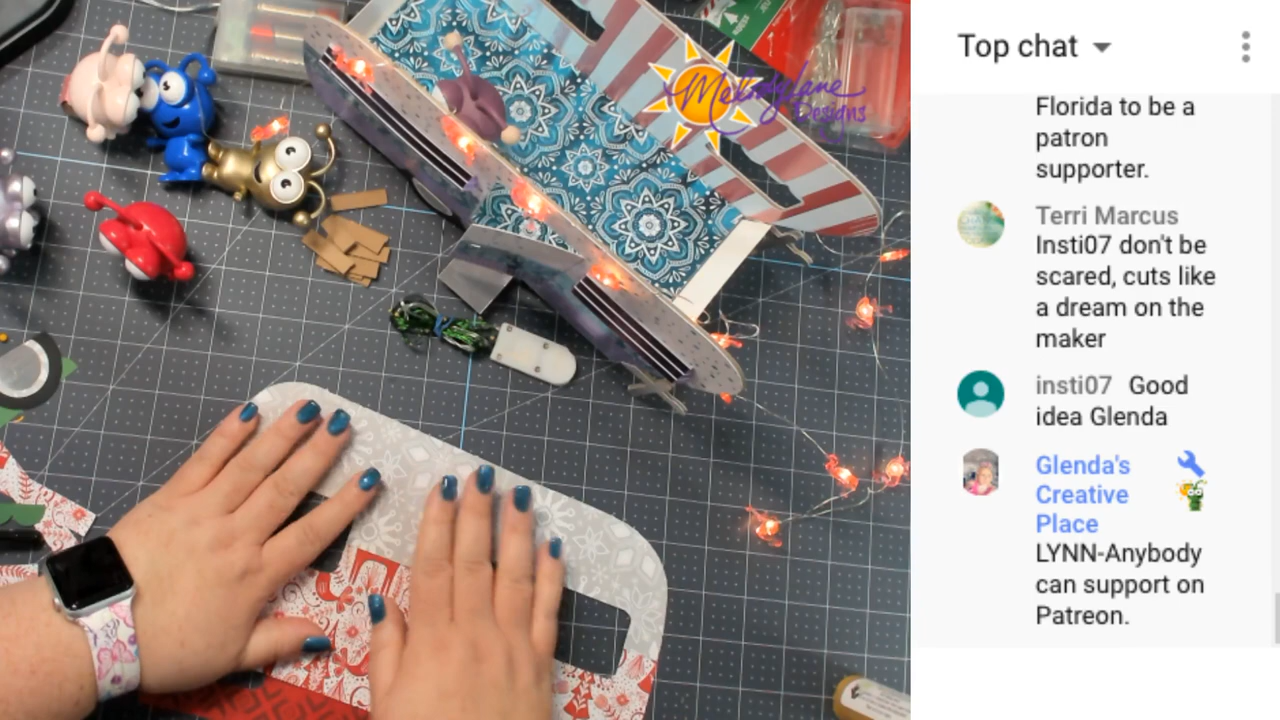 MelodyLane
Designs
Top chat
Florida to be a
patron
supporter.
Terri Marcus
Insti07 don't be
scared, cuts like
a dream on the
maker
insti07 Good
idea Glenda
Glenda's
Creative
Place
LYNN-Anybody
can support on
Patreon.